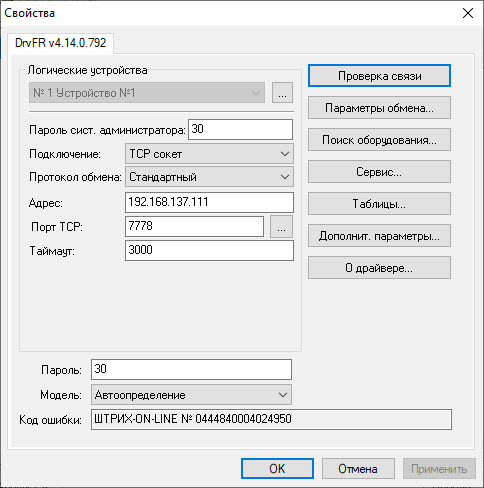 Свойства
DrvFR v4.14.0.792
Логические устройства
№ 1 Устройство №1
...
Пароль сист. администратора: 30
Подключение: TCP сокет
Протокол обмена: Стандартный
Адрес: 192.168.137.111
Порт TCP: 7778 ...
Таймаут: 3000
Проверка связи
Параметры обмена...
Поиск оборудования...
Сервис...
Таблицы...
Дополнит. параметры...
О драйвере...
Пароль: 30
Модель: Автоопределение
Код ошибки: ШТРИХ-ON-LINE № 0444840004024950
OK Отмена Применить